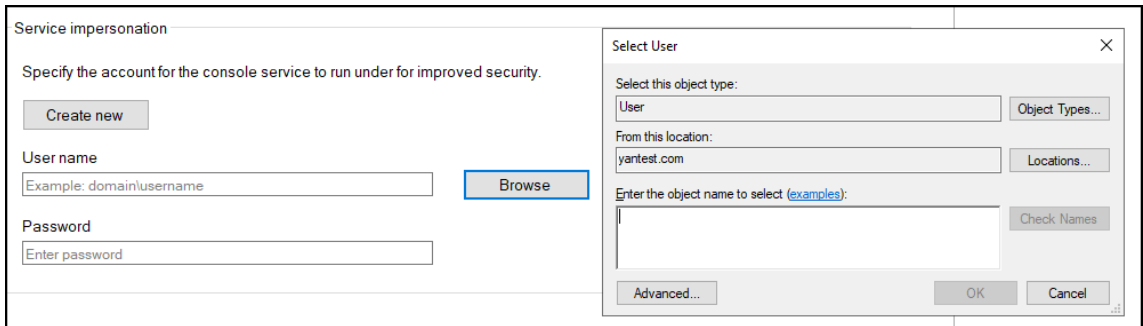 Service impersonation
Specify the account for the console service to run under for improved security.
Create new
User name
Example: domain\username
Browse
Password
Enter password
Select User
Select this object type:
User
Object Types...
From this location:
yantest.com
Locations...
Enter the object name to select (examples):
Check Names
Advanced...
OK
Cancel